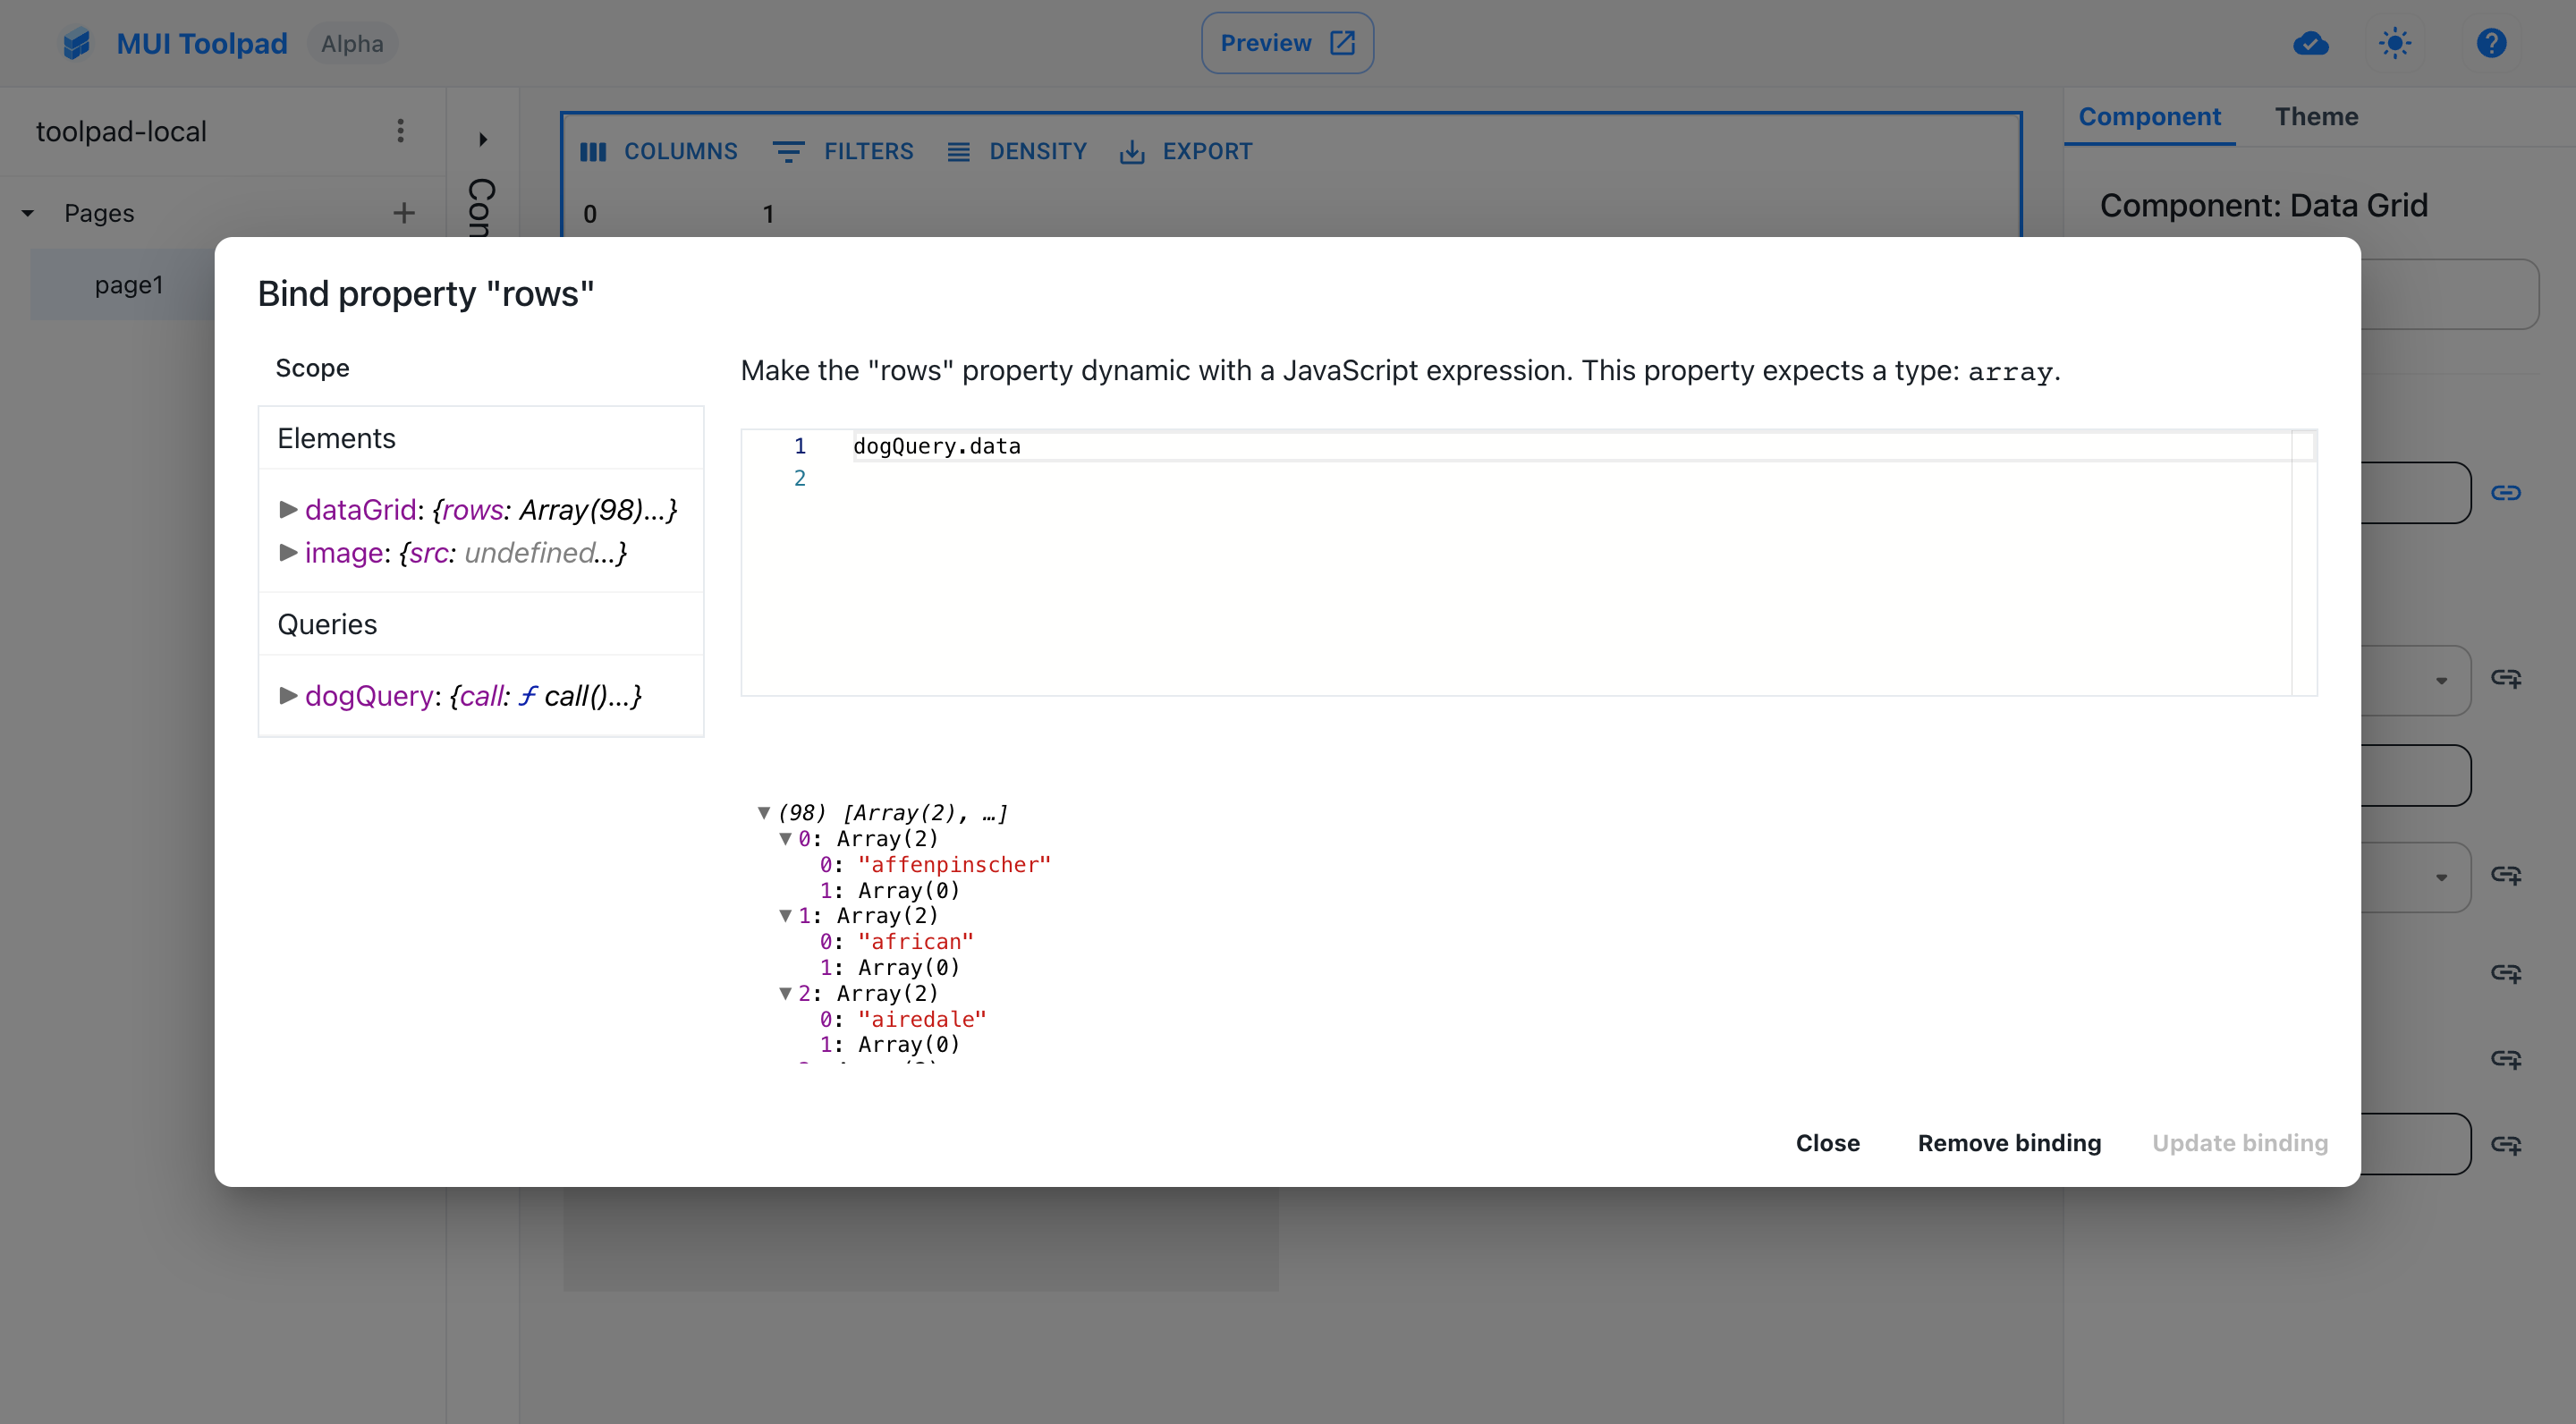 MUI Toolpad Alpha
Preview
toolpad-local
Pages
page1
Con
COLUMNS FILTERS DENSITY EXPORT
0 1
Component Theme
Component: Data Grid
Bind property "rows"
Scope
Elements
dataGrid: {rows: Array(98)…}
image: {src: undefined…}
Queries
dogQuery: {call: ƒ call()…}
Make the "rows" property dynamic with a JavaScript expression. This property expects a type: array.
1 dogQuery.data
2
(98) [Array(2), …]
0: Array(2)
0: "affenpinscher"
1: Array(0)
1: Array(2)
0: "african"
1: Array(0)
2: Array(2)
0: "airedale"
1: Array(0)
Close Remove binding Update binding